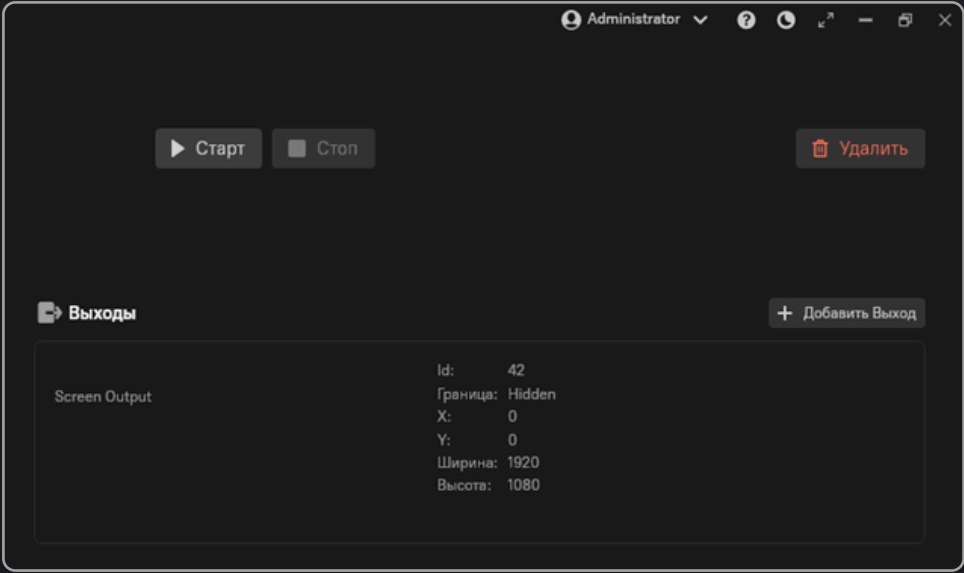 Administrator
Старт
Стоп
Удалить
Выходы
Добавить Выход
Screen Output
Id: 42
Граница: Hidden
X: 0
Y: 0
Ширина: 1920
Высота: 1080